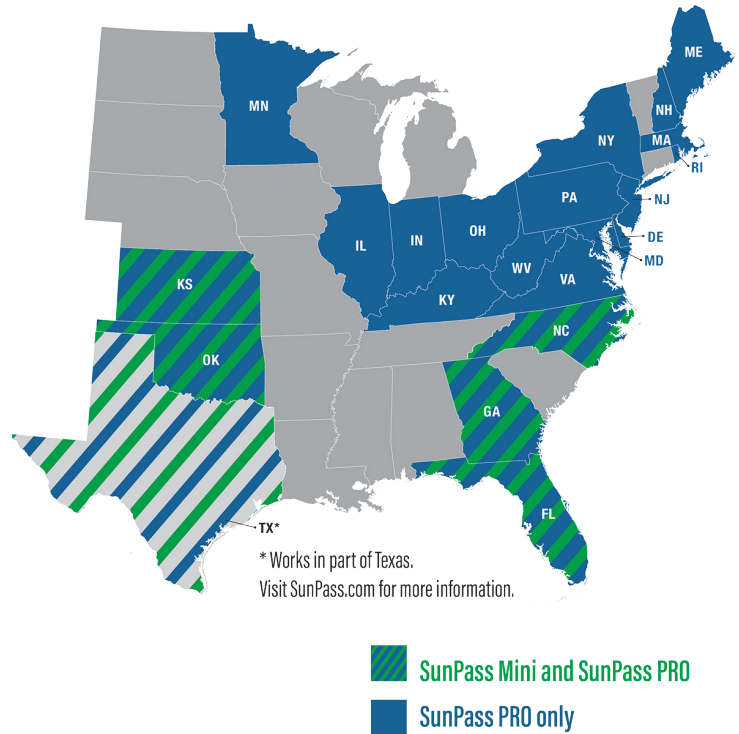 ME
MN
NH
NY
MA
RI
PA
NJ
OH
DE
IL
IN
MD
WV
VA
KS
KY
NC
OK
GA
FL
TX*
* Works in part of Texas.
Visit SunPass.com for more information.
SunPass Mini and SunPass PRO
SunPass PRO only